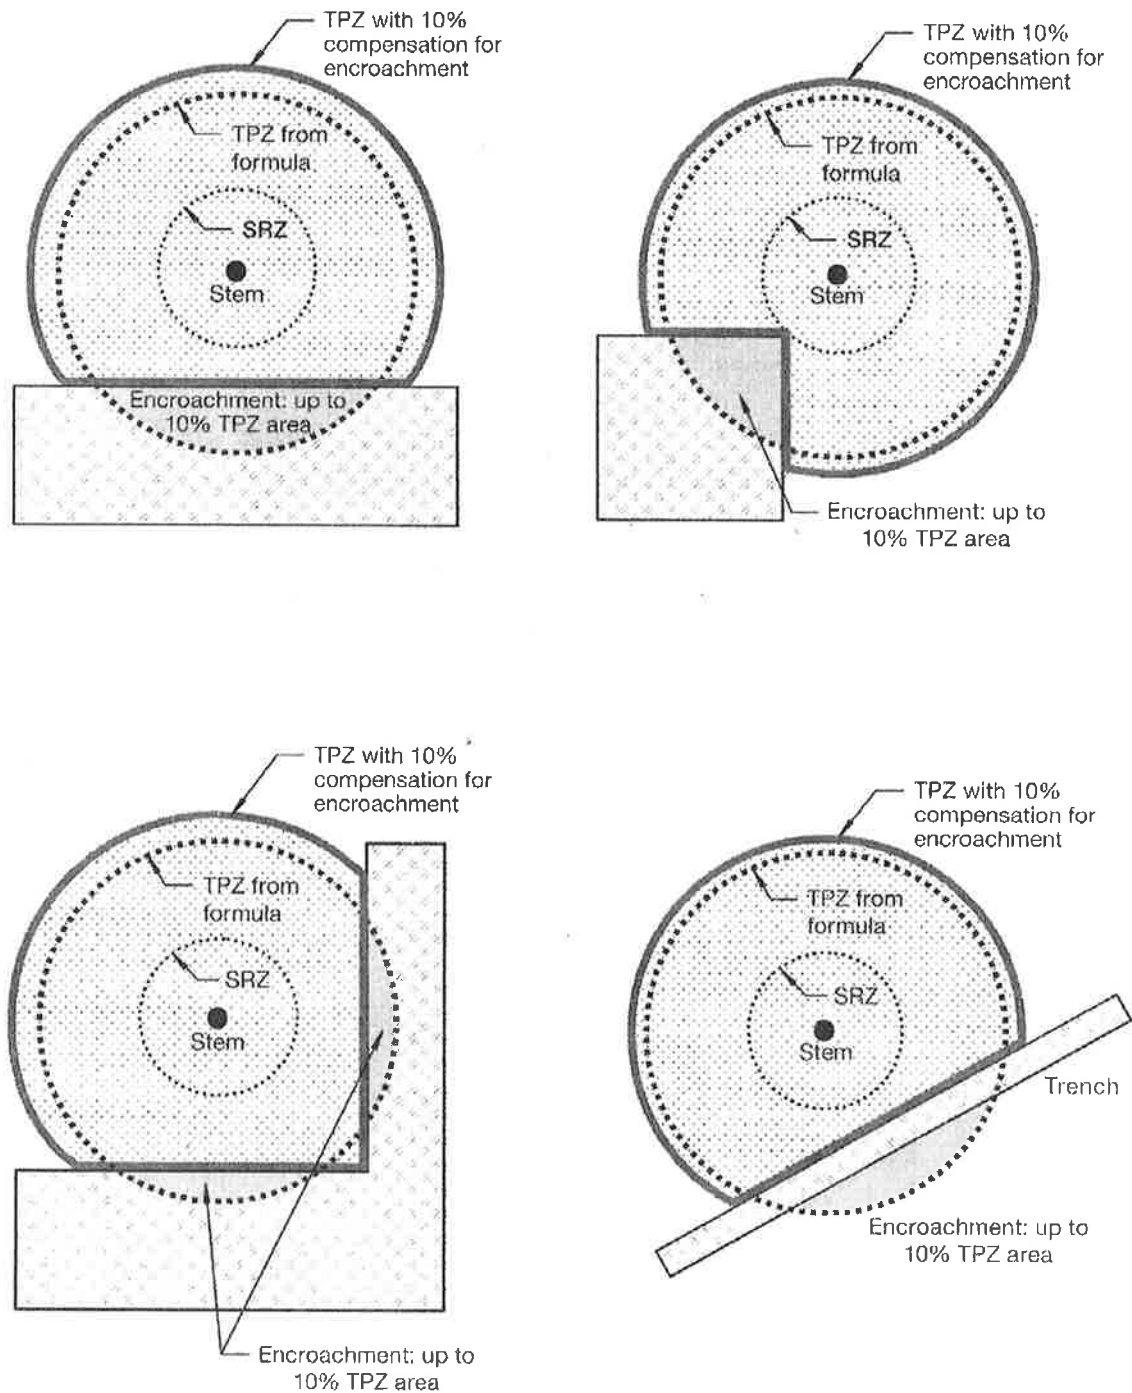 TPZ with 10%
compensation for
encroachment
TPZ from
formula
SRZ
Stem
Encroachment: up to
10% TPZ area
TPZ with 10%
compensation for
encroachment
TPZ from
formula
SRZ
Stem
Encroachment: up to
10% TPZ area
TPZ with 10%
compensation for
encroachment
TPZ from
formula
SRZ
Stem
Encroachment: up to
10% TPZ area
TPZ with 10%
compensation for
encroachment
TPZ from
formula
SRZ
Stem
Trench
Encroachment: up to
10% TPZ area